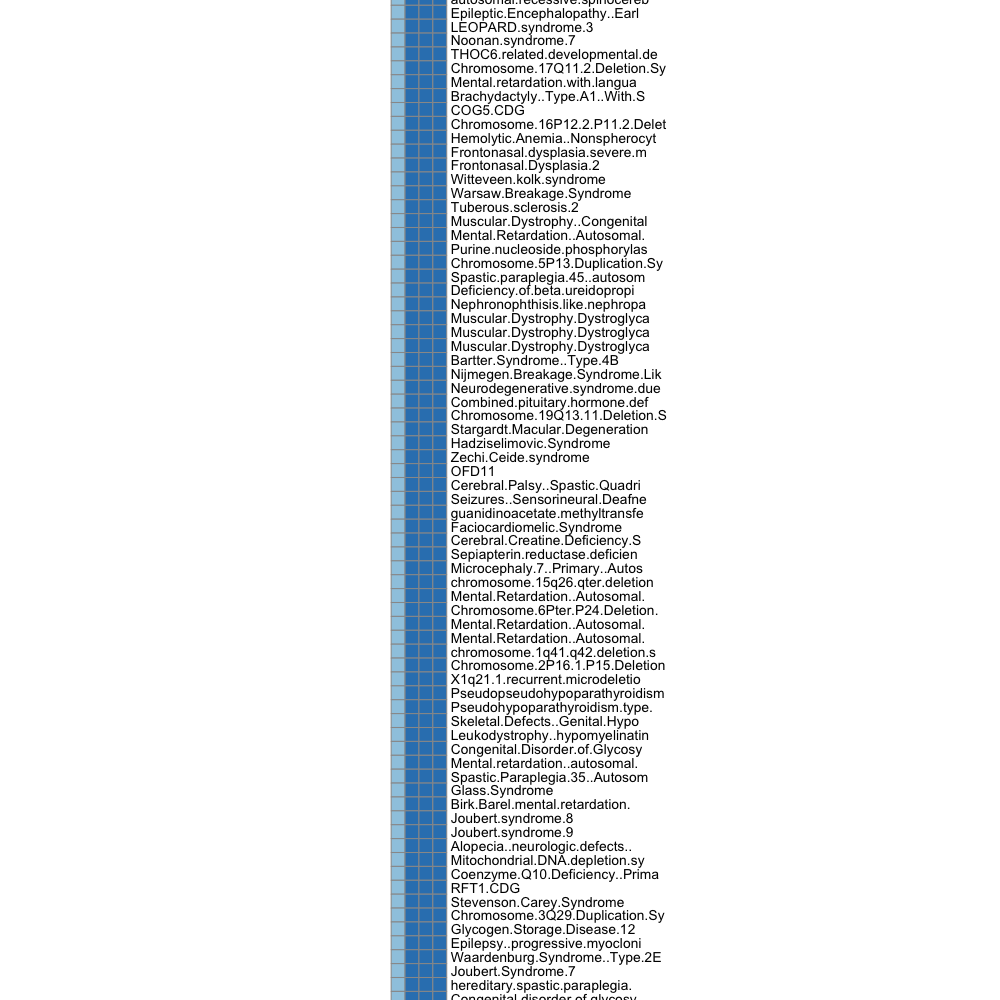 autosomal.recessive.spinocereb
Epileptic.Encephalopathy..Earl
LEOPARD.syndrome.3
Noonan.syndrome.7
THOC6.related.developmental.de
Chromosome.17Q11.2.Deletion.Sy
Mental.retardation.with.langua
Brachydactyly..Type.A1..With.S
COG5.CDG
Chromosome.16P12.2.P11.2.Delet
Hemolytic.Anemia..Nonspherocyt
Frontonasal.dysplasia.severe.m
Frontonasal.Dysplasia.2
Witteveen.kolk.syndrome
Warsaw.Breakage.Syndrome
Tuberous.sclerosis.2
Muscular.Dystrophy..Congenital
Mental.Retardation..Autosomal.
Purine.nucleoside.phosphorylas
Chromosome.5P13.Duplication.Sy
Spastic.paraplegia.45..autosom
Deficiency.of.beta.ureidopropi
Nephronophthisis.like.nephropa
Muscular.Dystrophy.Dystroglyca
Muscular.Dystrophy.Dystroglyca
Muscular.Dystrophy.Dystroglyca
Bartter.Syndrome..Type.4B
Nijmegen.Breakage.Syndrome.Lik
Neurodegenerative.syndrome.due
Combined.pituitary.hormone.def
Chromosome.19Q13.11.Deletion.S
Stargardt.Macular.Degeneration
Hadziselimovic.Syndrome
Zechi.Ceide.syndrome
OFD11
Cerebral.Palsy..Spastic.Quadri
Seizures..Sensorineural.Deafne
guanidinoacetate.methyltransfe
Faciocardiomelic.Syndrome
Cerebral.Creatine.Deficiency.S
Sepiapterin.reductase.deficien
Microcephaly.7..Primary..Autos
chromosome.15q26.qter.deletion
Mental.Retardation..Autosomal.
Chromosome.6Pter.P24.Deletion.
Mental.Retardation..Autosomal.
Mental.Retardation..Autosomal.
chromosome.1q41.q42.deletion.s
Chromosome.2P16.1.P15.Deletion
X1q21.1.recurrent.microdeletio
Pseudopseudohypoparathyroidism
Pseudohypoparathyroidism.type.
Skeletal.Defects..Genital.Hypo
Leukodystrophy..hypomyelinatin
Congenital.Disorder.of.Glycosy
Mental.retardation..autosomal.
Spastic.Paraplegia.35..Autosom
Glass.Syndrome
Birk.Barel.mental.retardation.
Joubert.syndrome.8
Joubert.syndrome.9
Alopecia..neurologic.defects..
Mitochondrial.DNA.depletion.sy
Coenzyme.Q10.Deficiency..Prima
RFT1.CDG
Stevenson.Carey.Syndrome
Chromosome.3Q29.Duplication.Sy
Glycogen.Storage.Disease.12
Epilepsy..progressive.myocloni
Waardenburg.Syndrome..Type.2E
Joubert.Syndrome.7
hereditary.spastic.paraplegia.
Congenital.disorder.of.glycosy